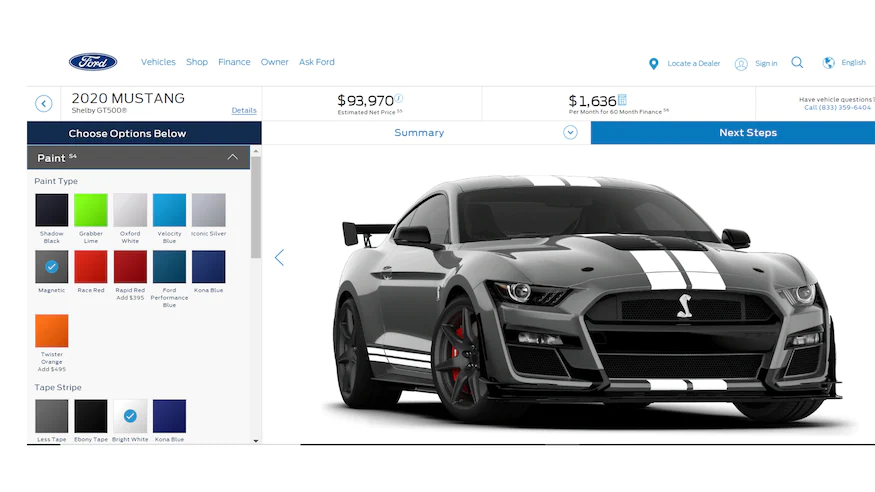 Ford
Vehicles Shop Finance Owner Ask Ford
Locate a Dealer Sign in English
2020 MUSTANG
Shelby GT500®
Details
$93,970
Estimated Net Price
$1,636
Per Month for 60 Month Finance
Have vehicle questions?
Call (833) 359-6404
Choose Options Below
Summary
Next Steps
Paint 54
Paint Type
Shadow Black
Grabber Lime
Oxford White
Velocity Blue
Iconic Silver
Magnetic
Race Red
Rapid Red
Add $395
Ford Performance Blue
Kona Blue
Twister Orange
Add $495
Tape Stripe
Less Tape
Ebony Tape
Bright White
Kona Blue